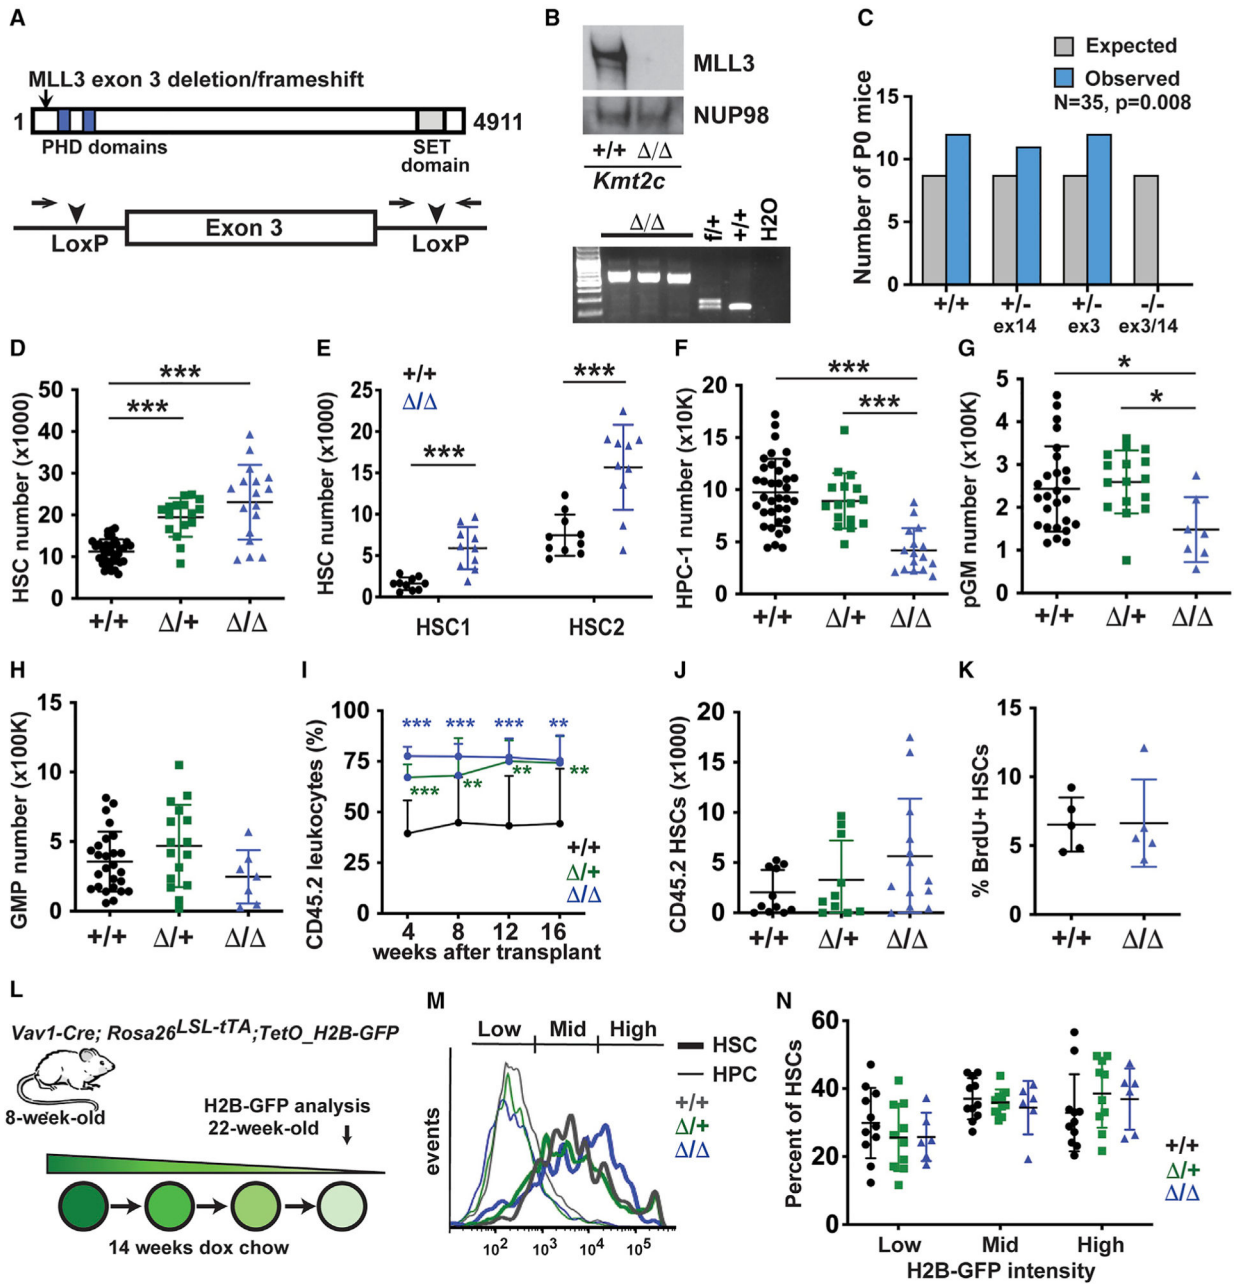 A
MLL3 exon 3 deletion/frameshift
1
4911
PHD domains
SET
domain
Exon 3
LoxP
LoxP
B
MLL3
NUP98
+/+ Δ/Δ
Kmt2c
Δ/Δ
f/+
+/+
H2O
C
Expected
Observed
N=35, p=0.008
Number of P0 mice
15
10
5
0
+/+
+/-
ex14
+/-
ex3
-/-
ex3/14
D
HSC number (x1000)
50
40
30
20
10
0
***
***
+/+
Δ/+
Δ/Δ
E
HSC number (x1000)
25
20
15
10
5
0
+/+
Δ/Δ
***
***
HSC1
HSC2
F
HPC-1 number (x10K)
20
15
10
5
0
***
***
+/+
Δ/+
Δ/Δ
G
pGM number (x100K)
5
4
3
2
1
0
*
*
+/+
Δ/+
Δ/Δ
H
GMP number (x100K)
15
10
5
0
+/+
Δ/+
Δ/Δ
I
CD45.2 leukocytes (%)
100
75
50
25
0
*** *** *** **
*** ** ** **
+/+
Δ/+
Δ/Δ
4 8 12 16
weeks after transplant
J
CD45.2 HSCs (x1000)
20
15
10
5
0
+/+
Δ/+
Δ/Δ
K
% BrdU+ HSCs
15
10
5
0
+/+
Δ/Δ
L
Vav1-Cre; Rosa26LSL-tTA;TetO_H2B-GFP
8-week-old
H2B-GFP analysis
22-week-old
14 weeks dox chow
M
Low Mid High
HSC
HPC
+/+
Δ/+
Δ/Δ
events
10² 10³ 10⁴ 10⁵
N
Percent of HSCs
60
40
20
0
+/+
Δ/+
Δ/Δ
Low Mid High
H2B-GFP intensity